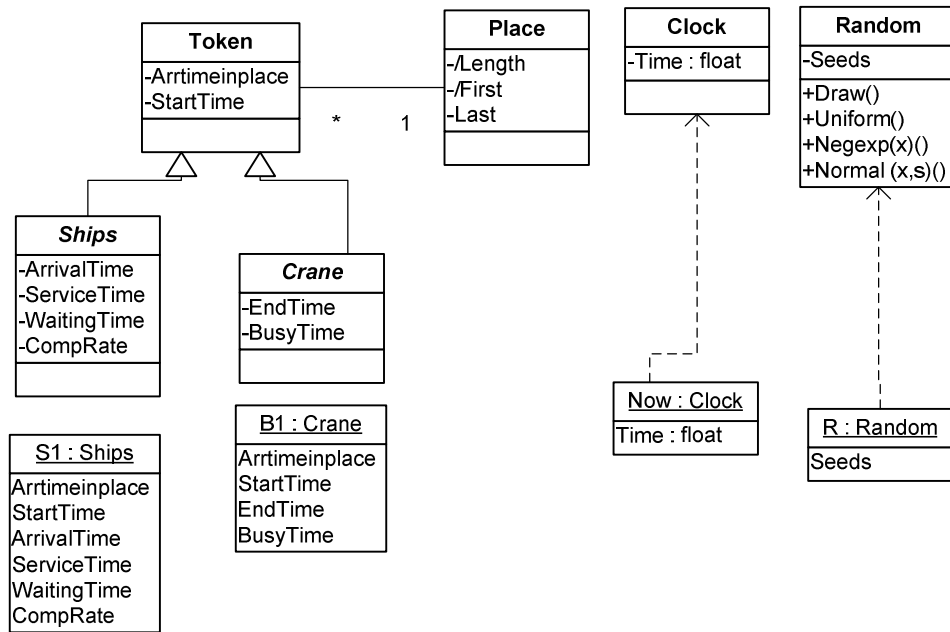 Token
-Arrtimeinplace
-StartTime
*
1
Place
-/Length
-/First
-Last
Clock
-Time : float
Random
-Seeds
+Draw()
+Uniform()
+Negexp(x)()
+Normal (x,s)()
Ships
-ArrivalTime
-ServiceTime
-WaitingTime
-CompRate
Crane
-EndTime
-BusyTime
S1 : Ships
Arrtimeinplace
StartTime
ArrivalTime
ServiceTime
WaitingTime
CompRate
B1 : Crane
Arrtimeinplace
StartTime
EndTime
BusyTime
Now : Clock
Time : float
R : Random
Seeds